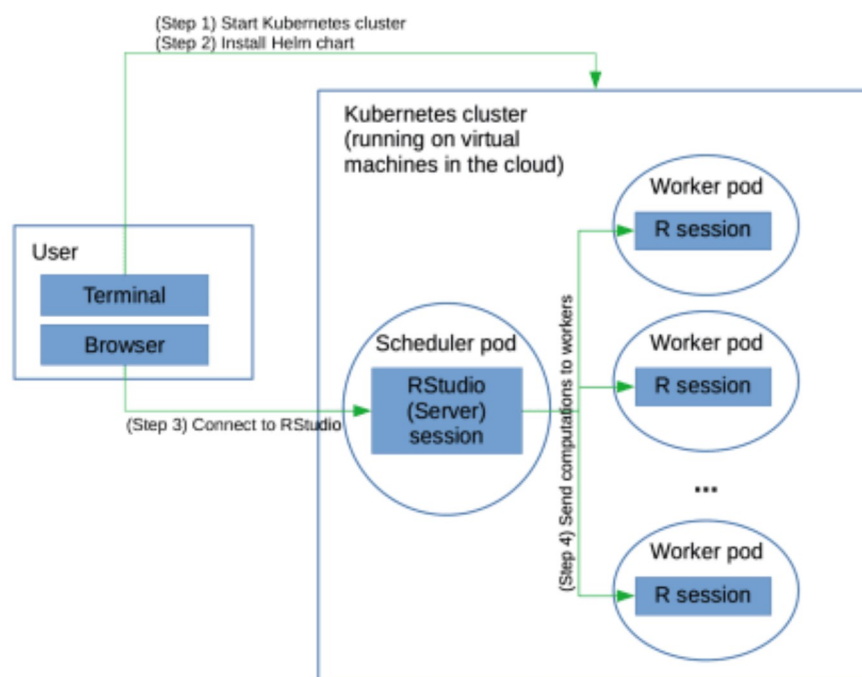 (Step 1) Start Kubernetes cluster
(Step 2) Install Helm chart
Kubernetes cluster
(running on virtual
machines in the cloud)
User
Terminal
Browser
(Step 3) Connect to RStudio
Scheduler pod
RStudio
(Server)
session
(Step 4) Send computations to workers
Worker pod
R session
Worker pod
R session
...
Worker pod
R session